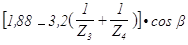 [1,88 – 3,2(1/Z₃ + 1/Z₄)] • cos β